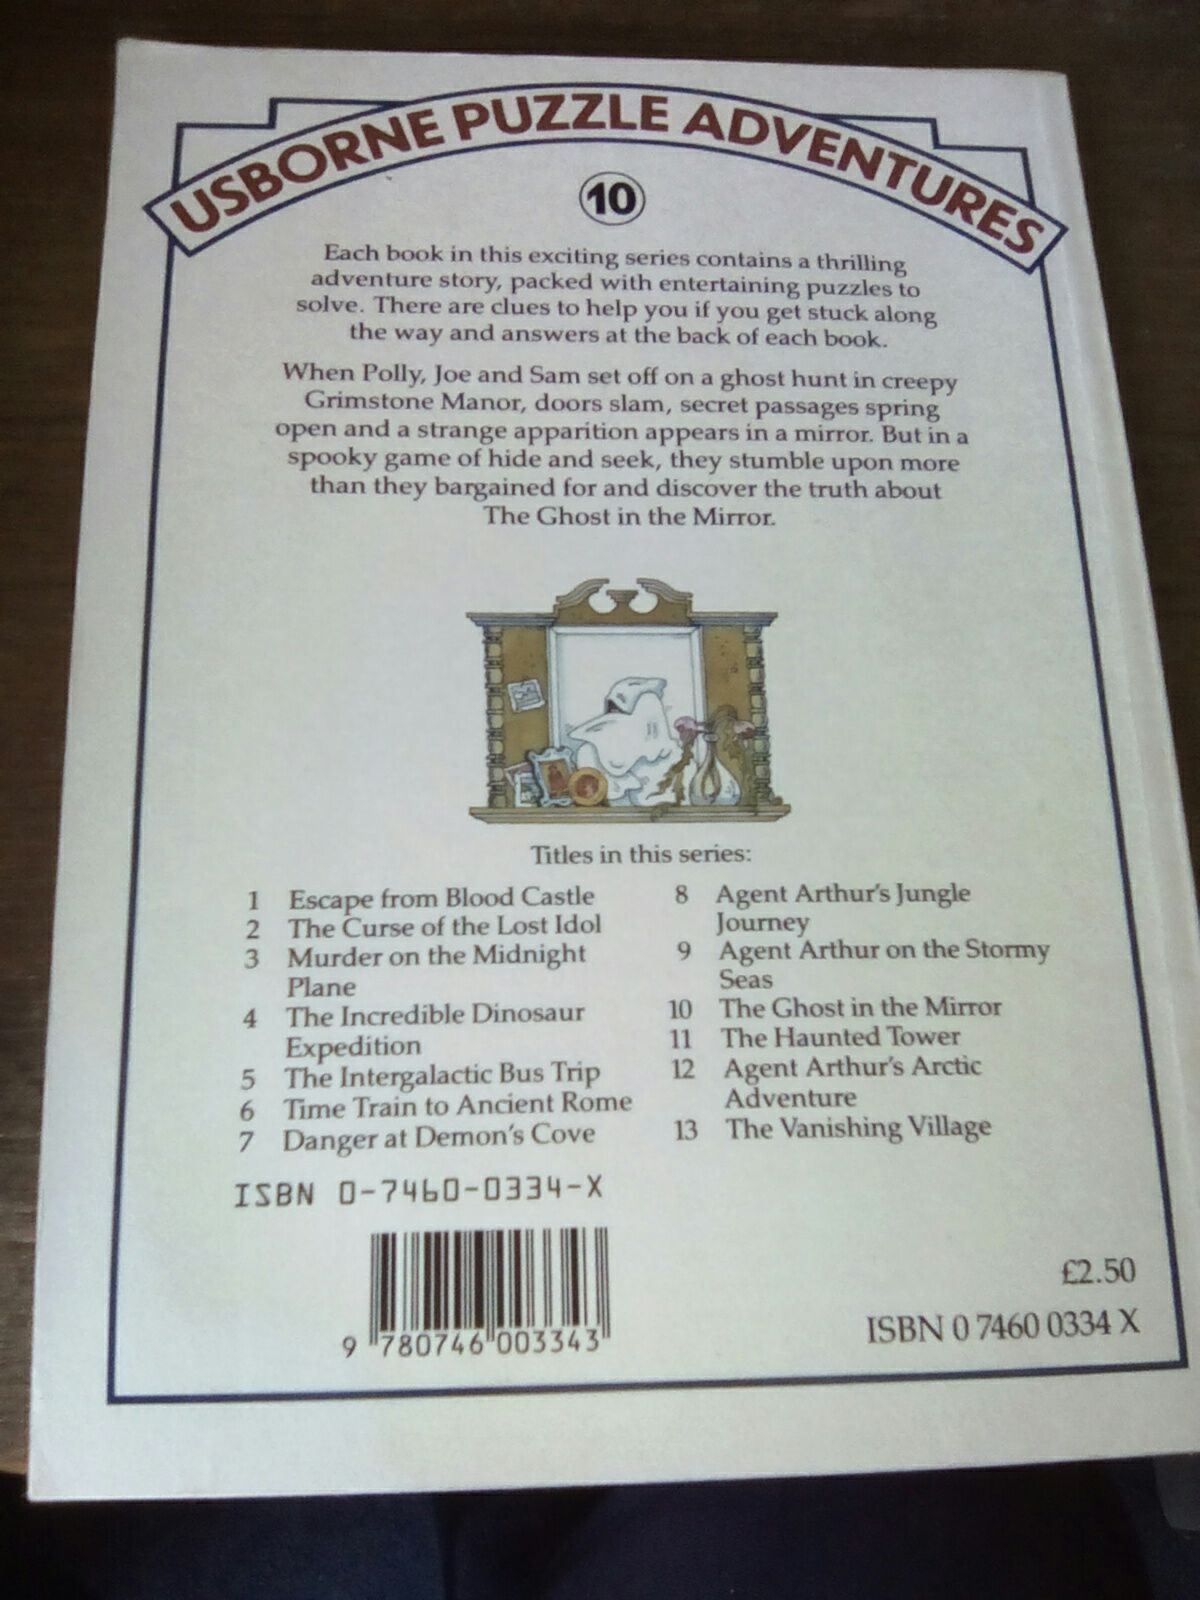 USBORNE PUZZLE ADVENTURES
10
Each book in this exciting series contains a thrilling
adventure story, packed with entertaining puzzles to
solve. There are clues to help you if you get stuck along
the way and answers at the back of each book.
When Polly, Joe and Sam set off on a ghost hunt in creepy
Grimstone Manor, doors slam, secret passages spring
open and a strange apparition appears in a mirror. But in a
spooky game of hide and seek, they stumble upon more
than they bargained for and discover the truth about
The Ghost in the Mirror.
Titles in this series:
1 Escape from Blood Castle
2 The Curse of the Lost Idol
3 Murder on the Midnight
Plane
4 The Incredible Dinosaur
Expedition
5 The Intergalactic Bus Trip
6 Time Train to Ancient Rome
7 Danger at Demon's Cove
8 Agent Arthur's Jungle
Journey
9 Agent Arthur on the Stormy
Seas
10 The Ghost in the Mirror
11 The Haunted Tower
12 Agent Arthur's Arctic
Adventure
13 The Vanishing Village
ISBN 0-7460-0334-X
9 780746 003343
£2.50
ISBN 0 7460 0334 X